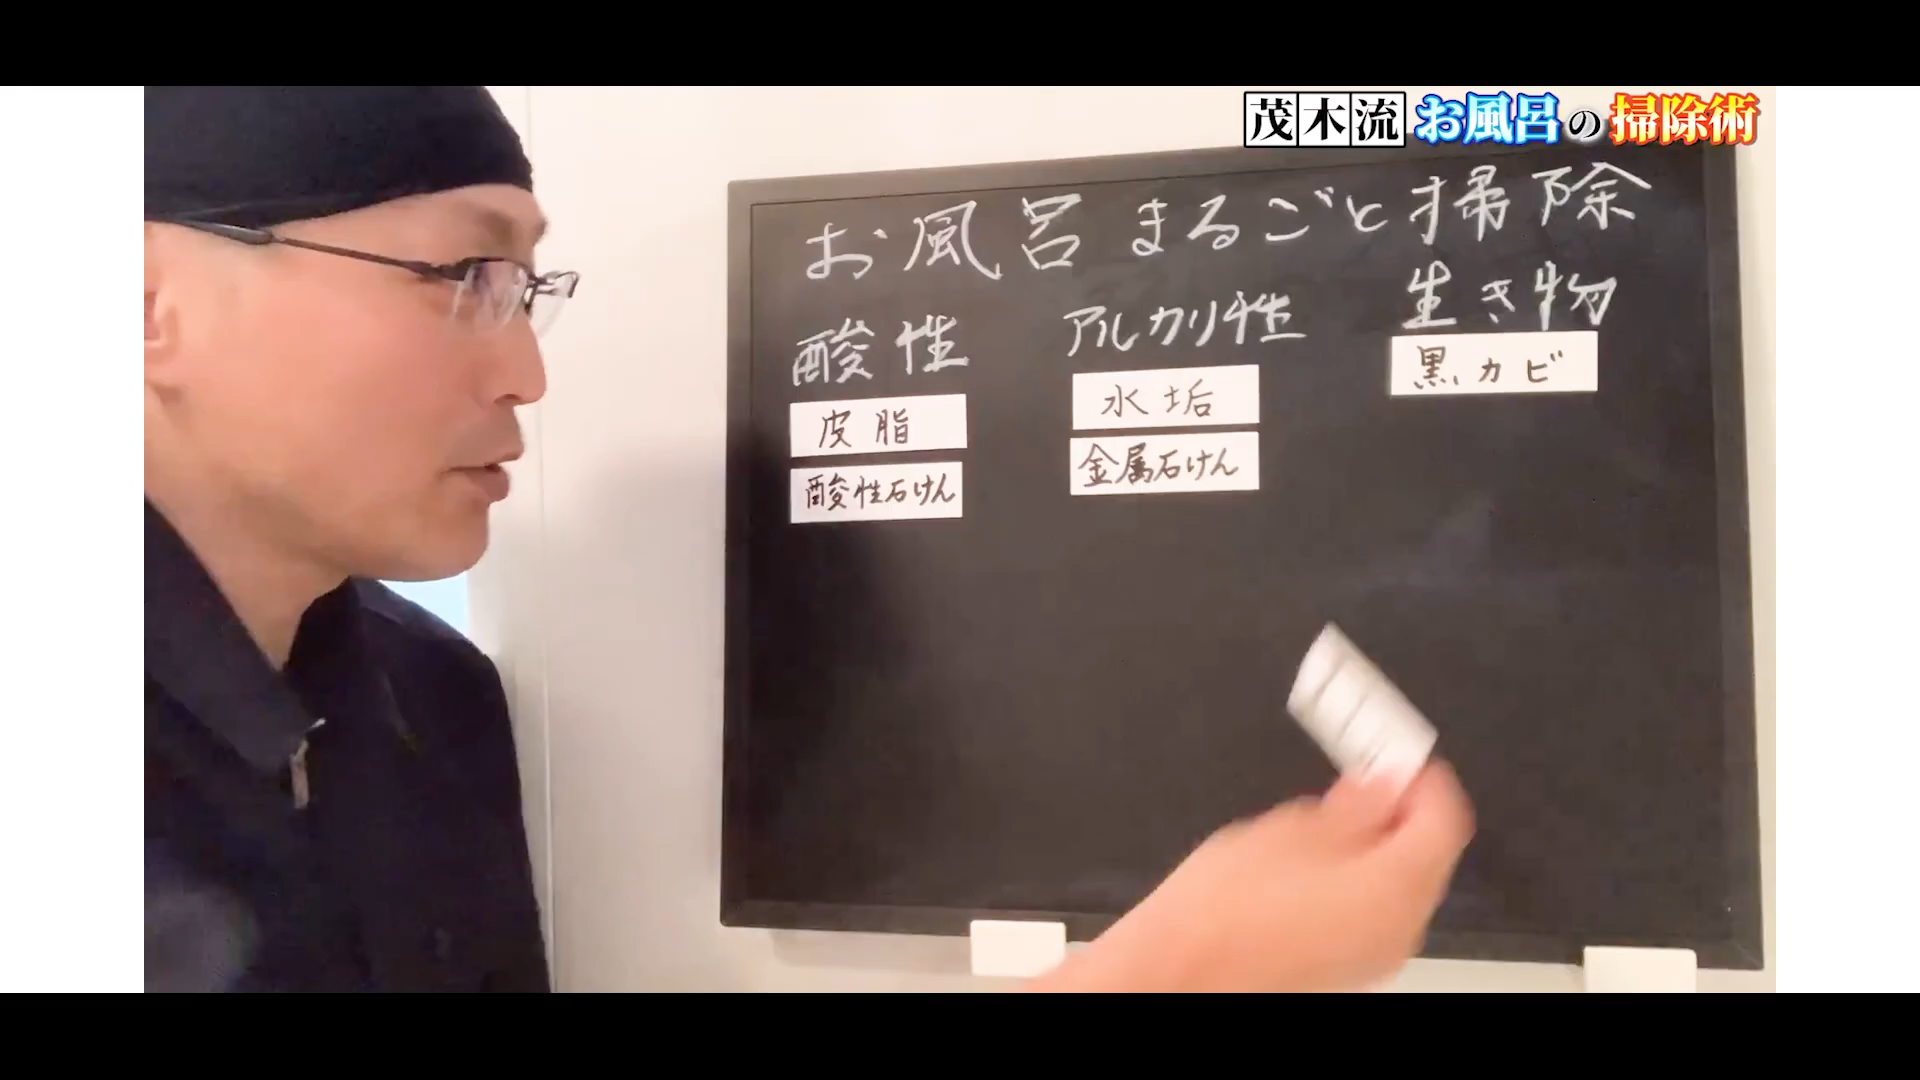 茂木流 お風呂の掃除術
お風呂まるごと掃除
酸性
皮脂
酸性石けん
アルカリ性
水垢
金属石けん
生き物
黒カビ